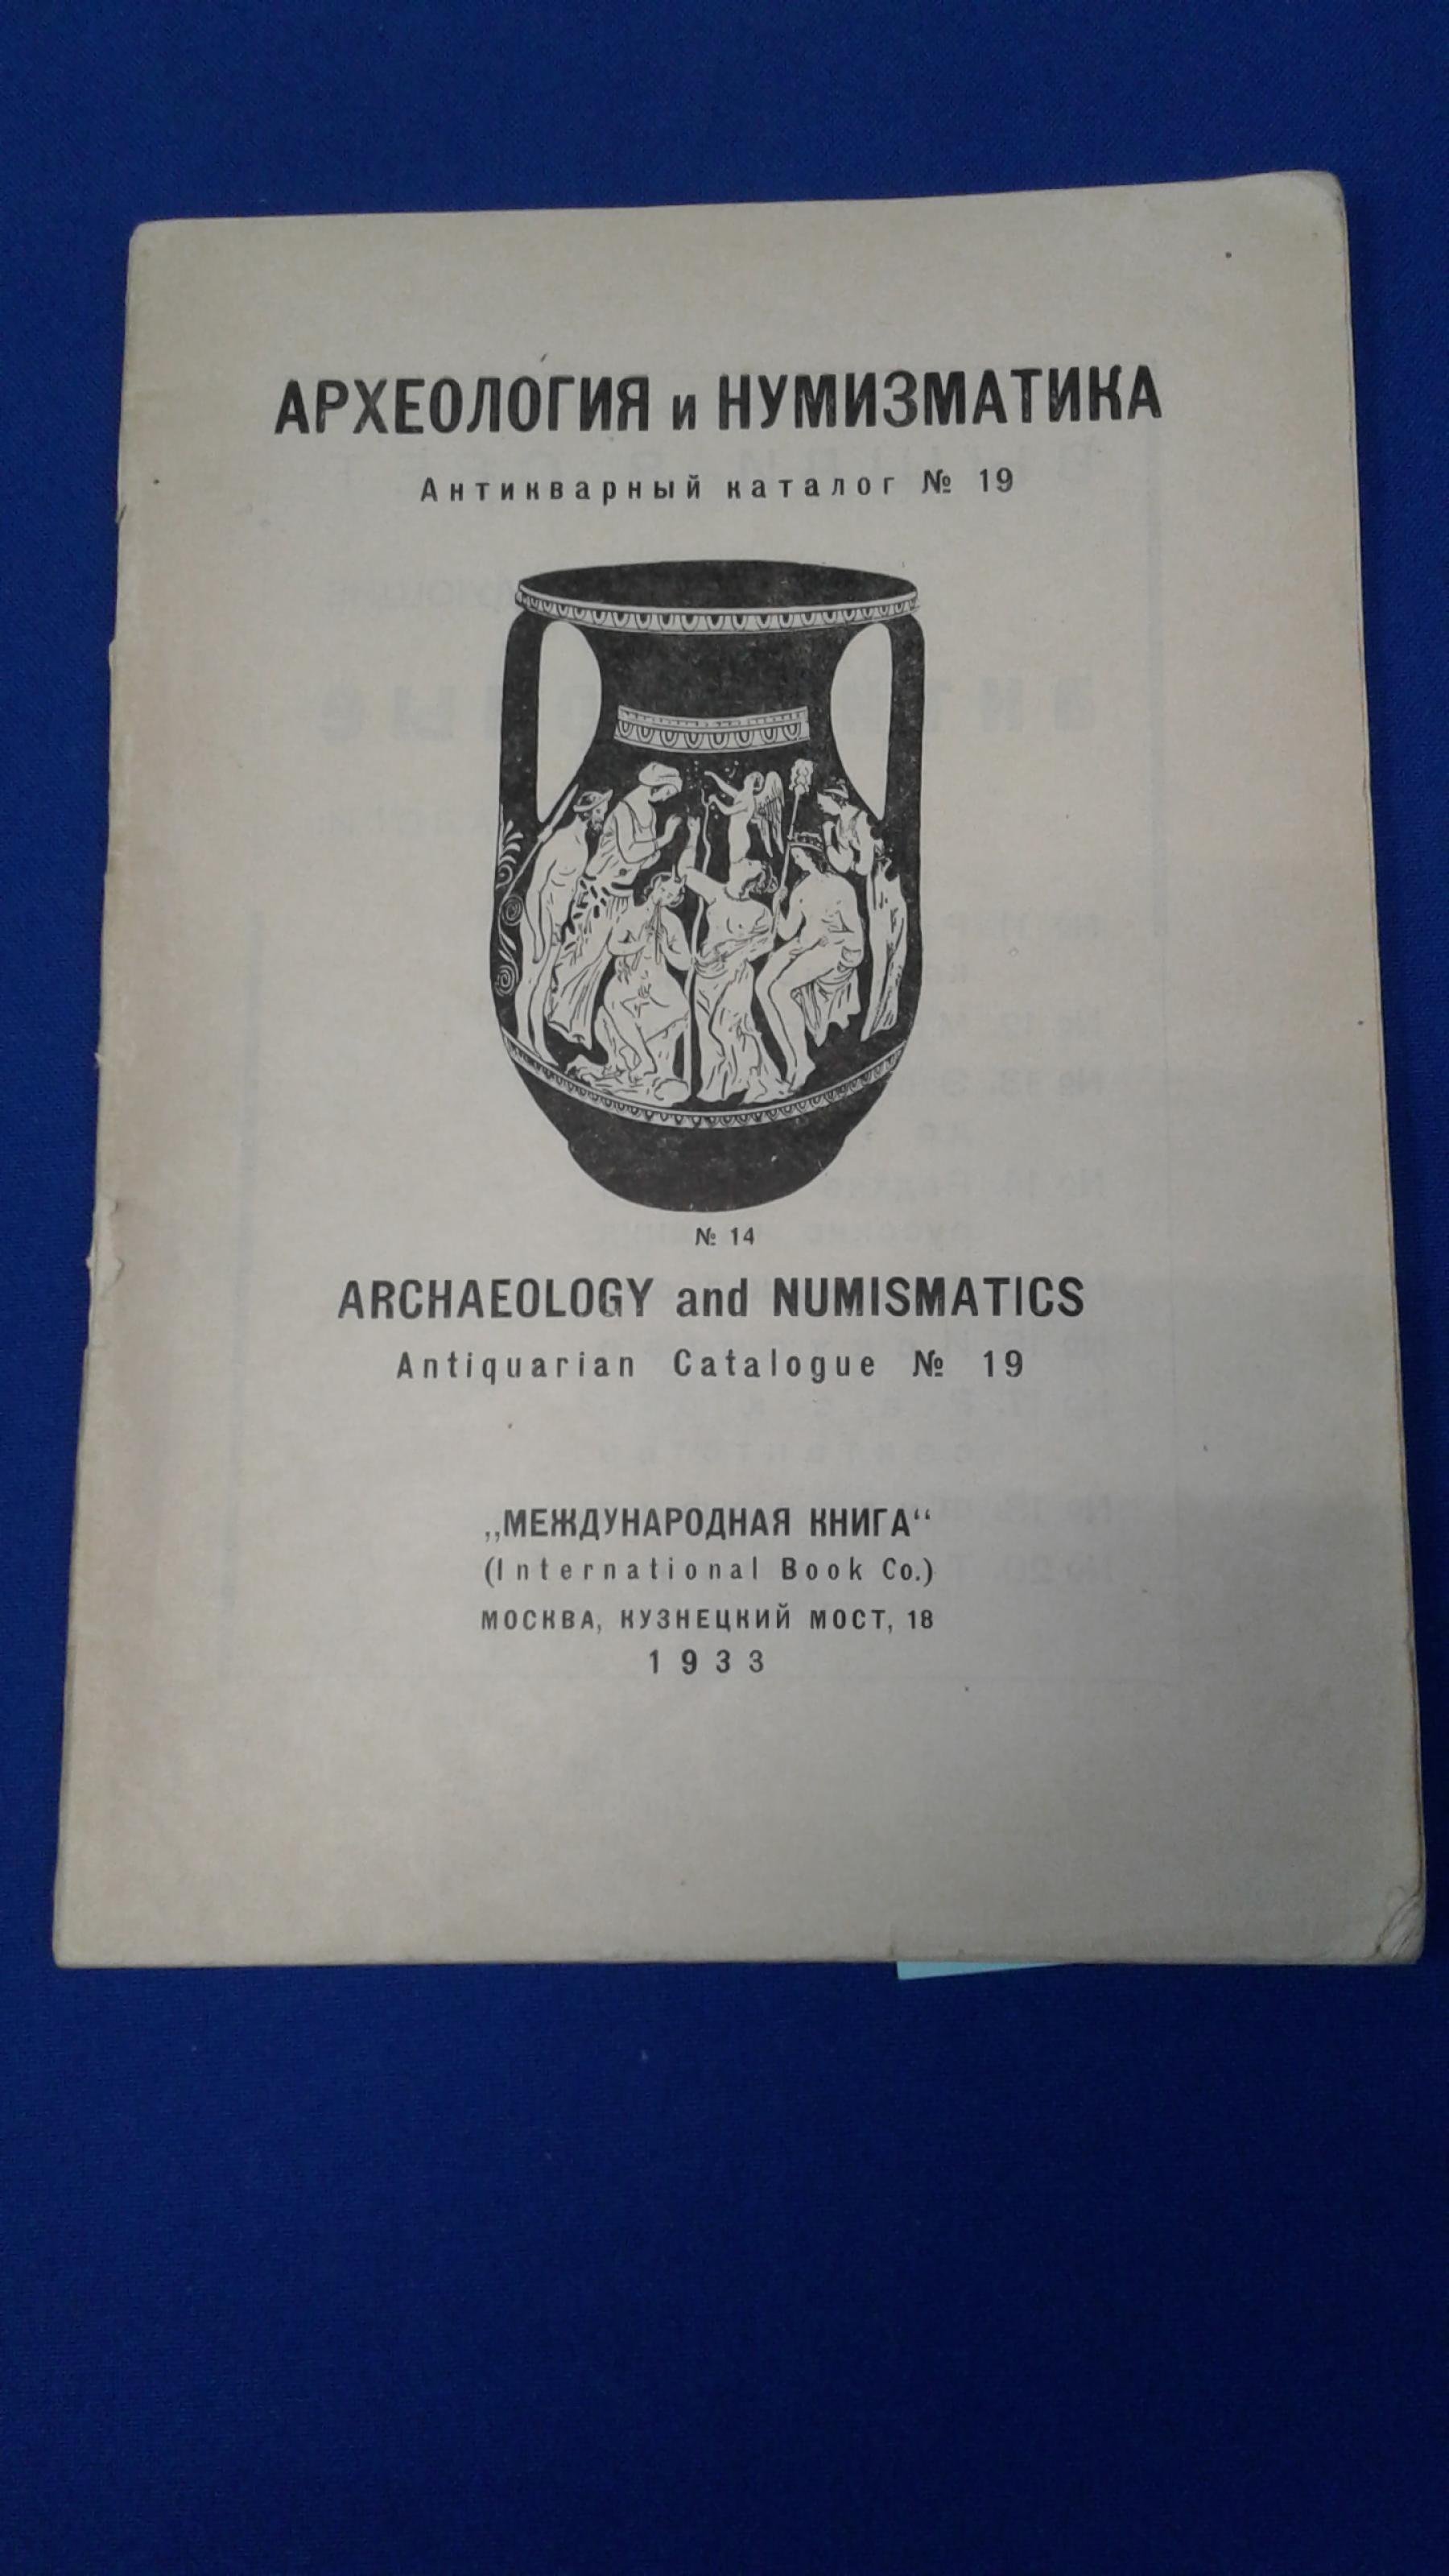 АРХЕОЛОГИЯ и НУМИЗМАТИКА
Антикварный каталог № 19
№ 14
ARCHAEOLOGY and NUMISMATICS
Antiquarian Catalogue № 19
„МЕЖДУНАРОДНАЯ КНИГА“
(International Book Co.)
МОСКВА, КУЗНЕЦКИЙ МОСТ, 18
1933